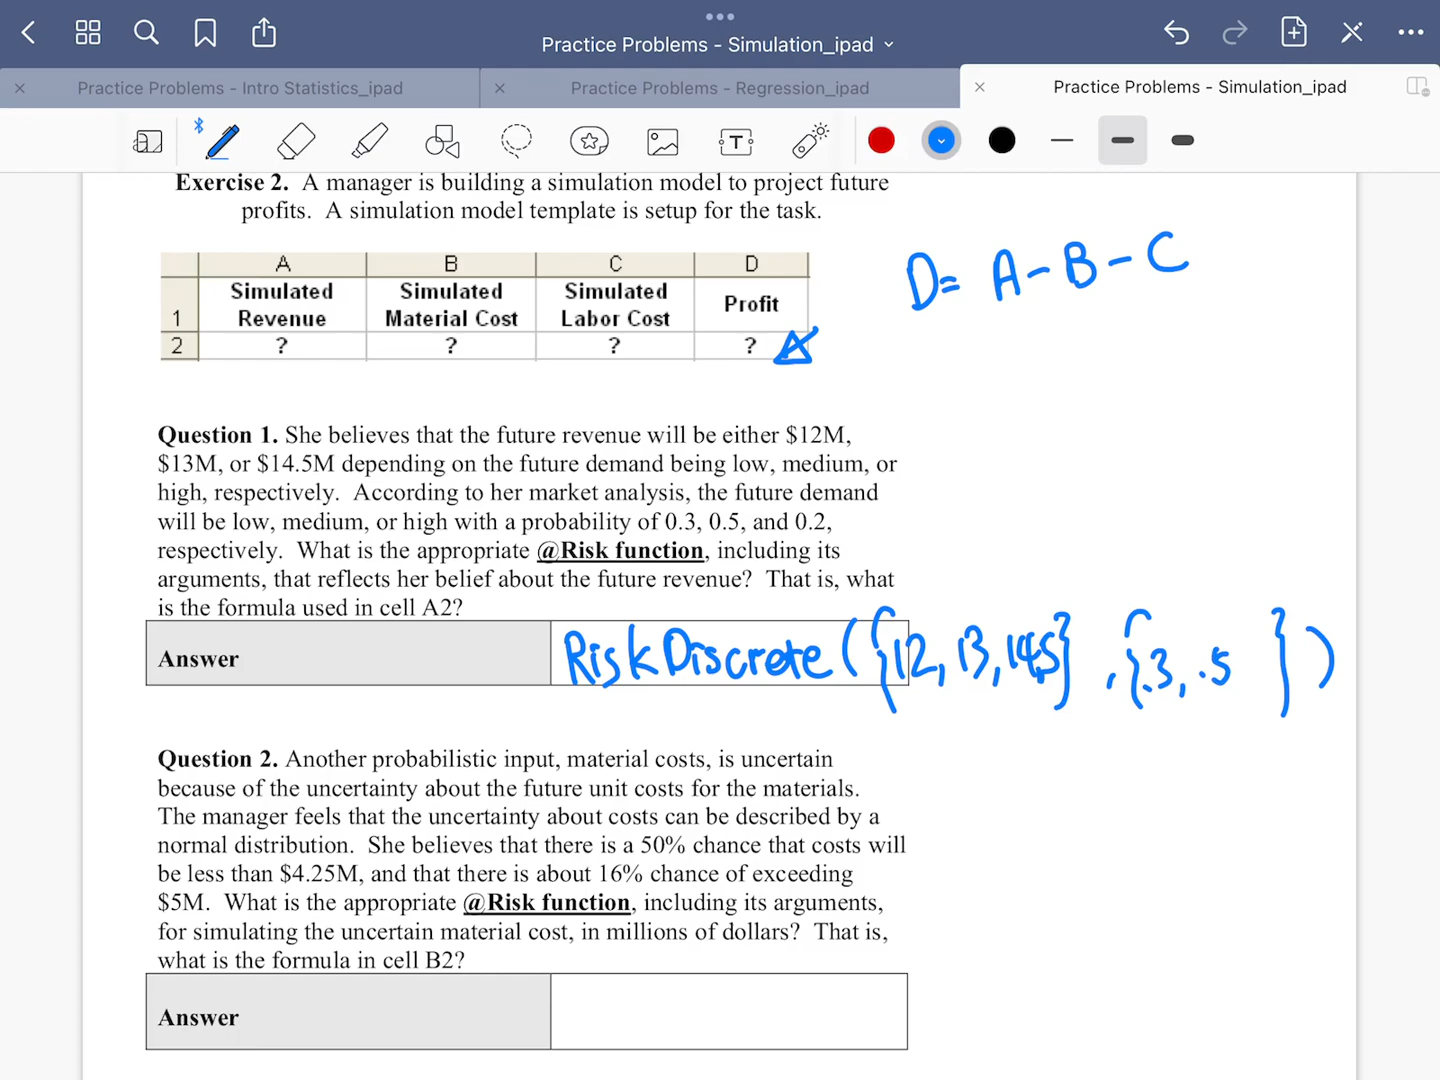 Practice Problems - Simulation_ipad
Practice Problems - Intro Statistics_ipad
Practice Problems - Regression_ipad
Practice Problems - Simulation_ipad
Exercise 2. A manager is building a simulation model to project future
profits. A simulation model template is setup for the task.
D= A-B-C
A B C D
1 Simulated Revenue Simulated Material Cost Simulated Labor Cost Profit
2 ? ? ? ?
Question 1. She believes that the future revenue will be either $12M,
$13M, or $14.5M depending on the future demand being low, medium, or
high, respectively. According to her market analysis, the future demand
will be low, medium, or high with a probability of 0.3, 0.5, and 0.2,
respectively. What is the appropriate @Risk function, including its
arguments, that reflects her belief about the future revenue? That is, what
is the formula used in cell A2?
Answer RiskDiscrete ({12, 13, 14.5} , {.3, .5 })
Question 2. Another probabilistic input, material costs, is uncertain
because of the uncertainty about the future unit costs for the materials.
The manager feels that the uncertainty about costs can be described by a
normal distribution. She believes that there is a 50% chance that costs will
be less than $4.25M, and that there is about 16% chance of exceeding
$5M. What is the appropriate @Risk function, including its arguments,
for simulating the uncertain material cost, in millions of dollars? That is,
what is the formula in cell B2?
Answer